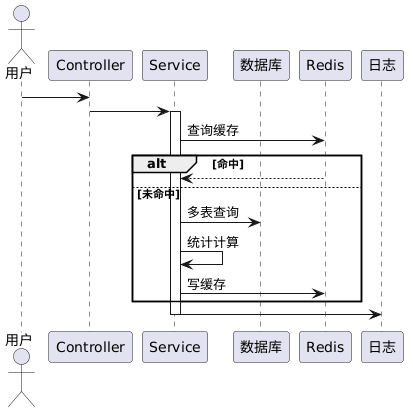 用户
Controller
Service
数据库
Redis
日志
查询缓存
alt
[命中]
[未命中]
多表查询
统计计算
写缓存
用户
Controller
Service
数据库
Redis
日志